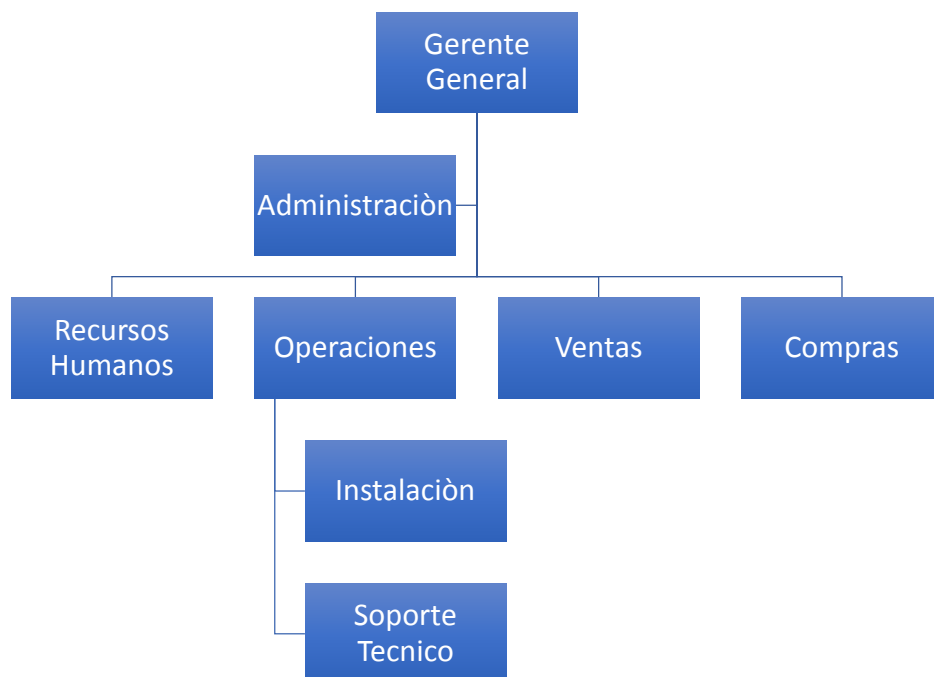 Gerente
General
Administraciòn
Recursos
Humanos
Operaciones
Ventas
Compras
Instalaciòn
Soporte
Tecnico